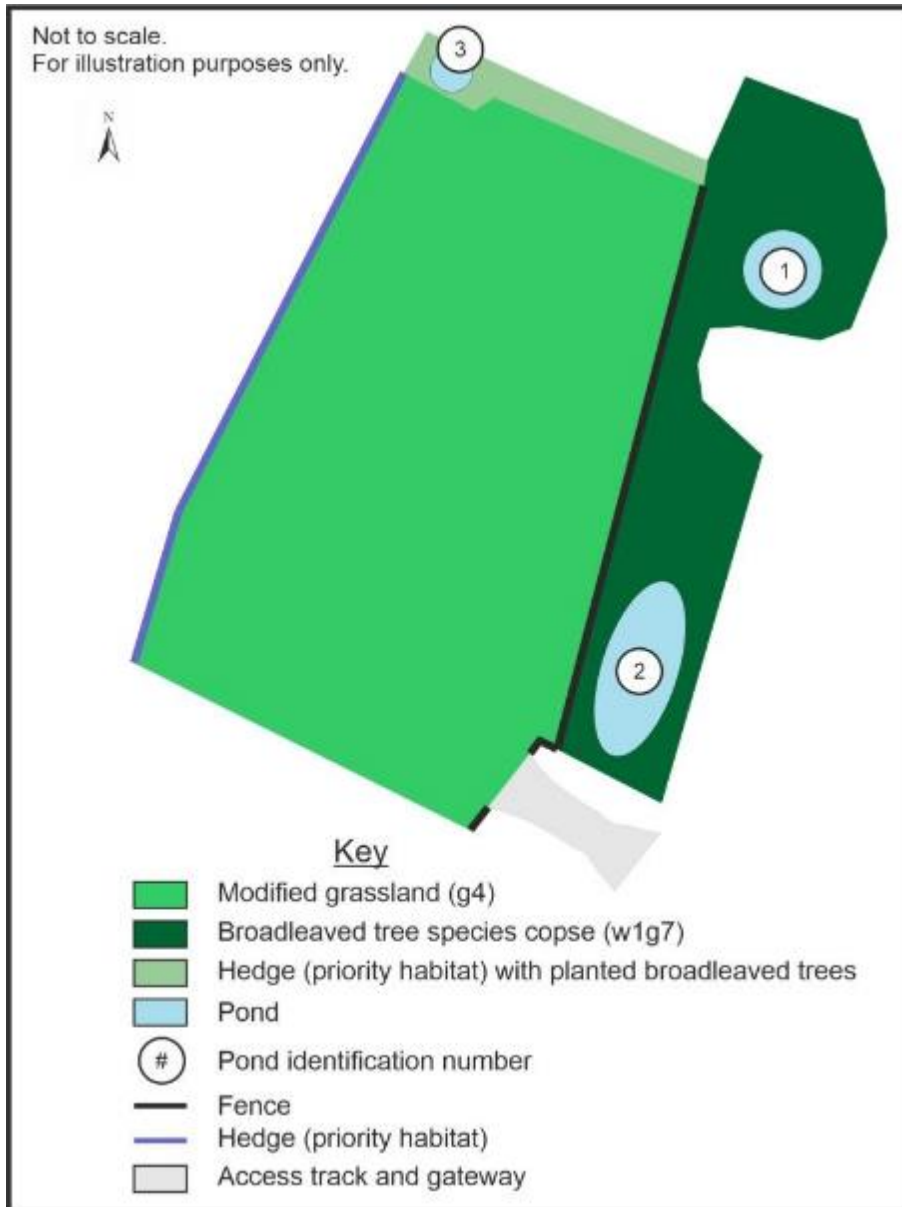 Not to scale.
For illustration purposes only.
N
3
1
2
Key
Modified grassland (g4)
Broadleaved tree species copse (w1g7)
Hedge (priority habitat) with planted broadleaved trees
Pond
# Pond identification number
Fence
Hedge (priority habitat)
Access track and gateway